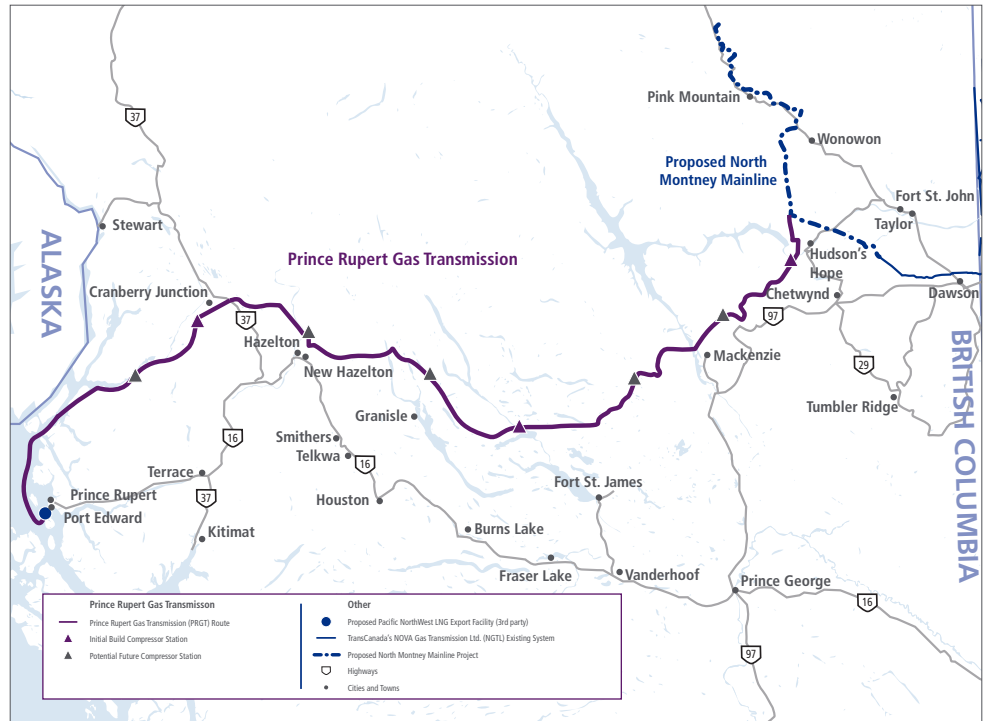 37
Pink Mountain
Wonowon
Proposed North
Montney Mainline
Fort St. John
Taylor
Stewart
ALASKA
Prince Rupert Gas Transmission
Hudson's
Hope
Cranberry Junction
Chetwynd
Dawson
37
97
Hazelton
New Hazelton
Mackenzie
29
BRITISH COLUMBIA
Tumbler Ridge
Granisle
16
Smithers
Telkwa
16
Terrace
Fort St. James
Prince Rupert
37
Houston
Port Edward
Kitimat
Burns Lake
Fraser Lake
Vanderhoof
Prince George
16
97
Prince Rupert Gas Transmisson
Prince Rupert Gas Transmission (PRGT) Route
Initial Build Compressor Station
Potential Future Compressor Station
Other
Proposed Pacific NorthWest LNG Export Facility (3rd party)
TransCanada's NOVA Gas Transmission Ltd. (NGTL) Existing System
Proposed North Montney Mainline Project
Highways
Cities and Towns